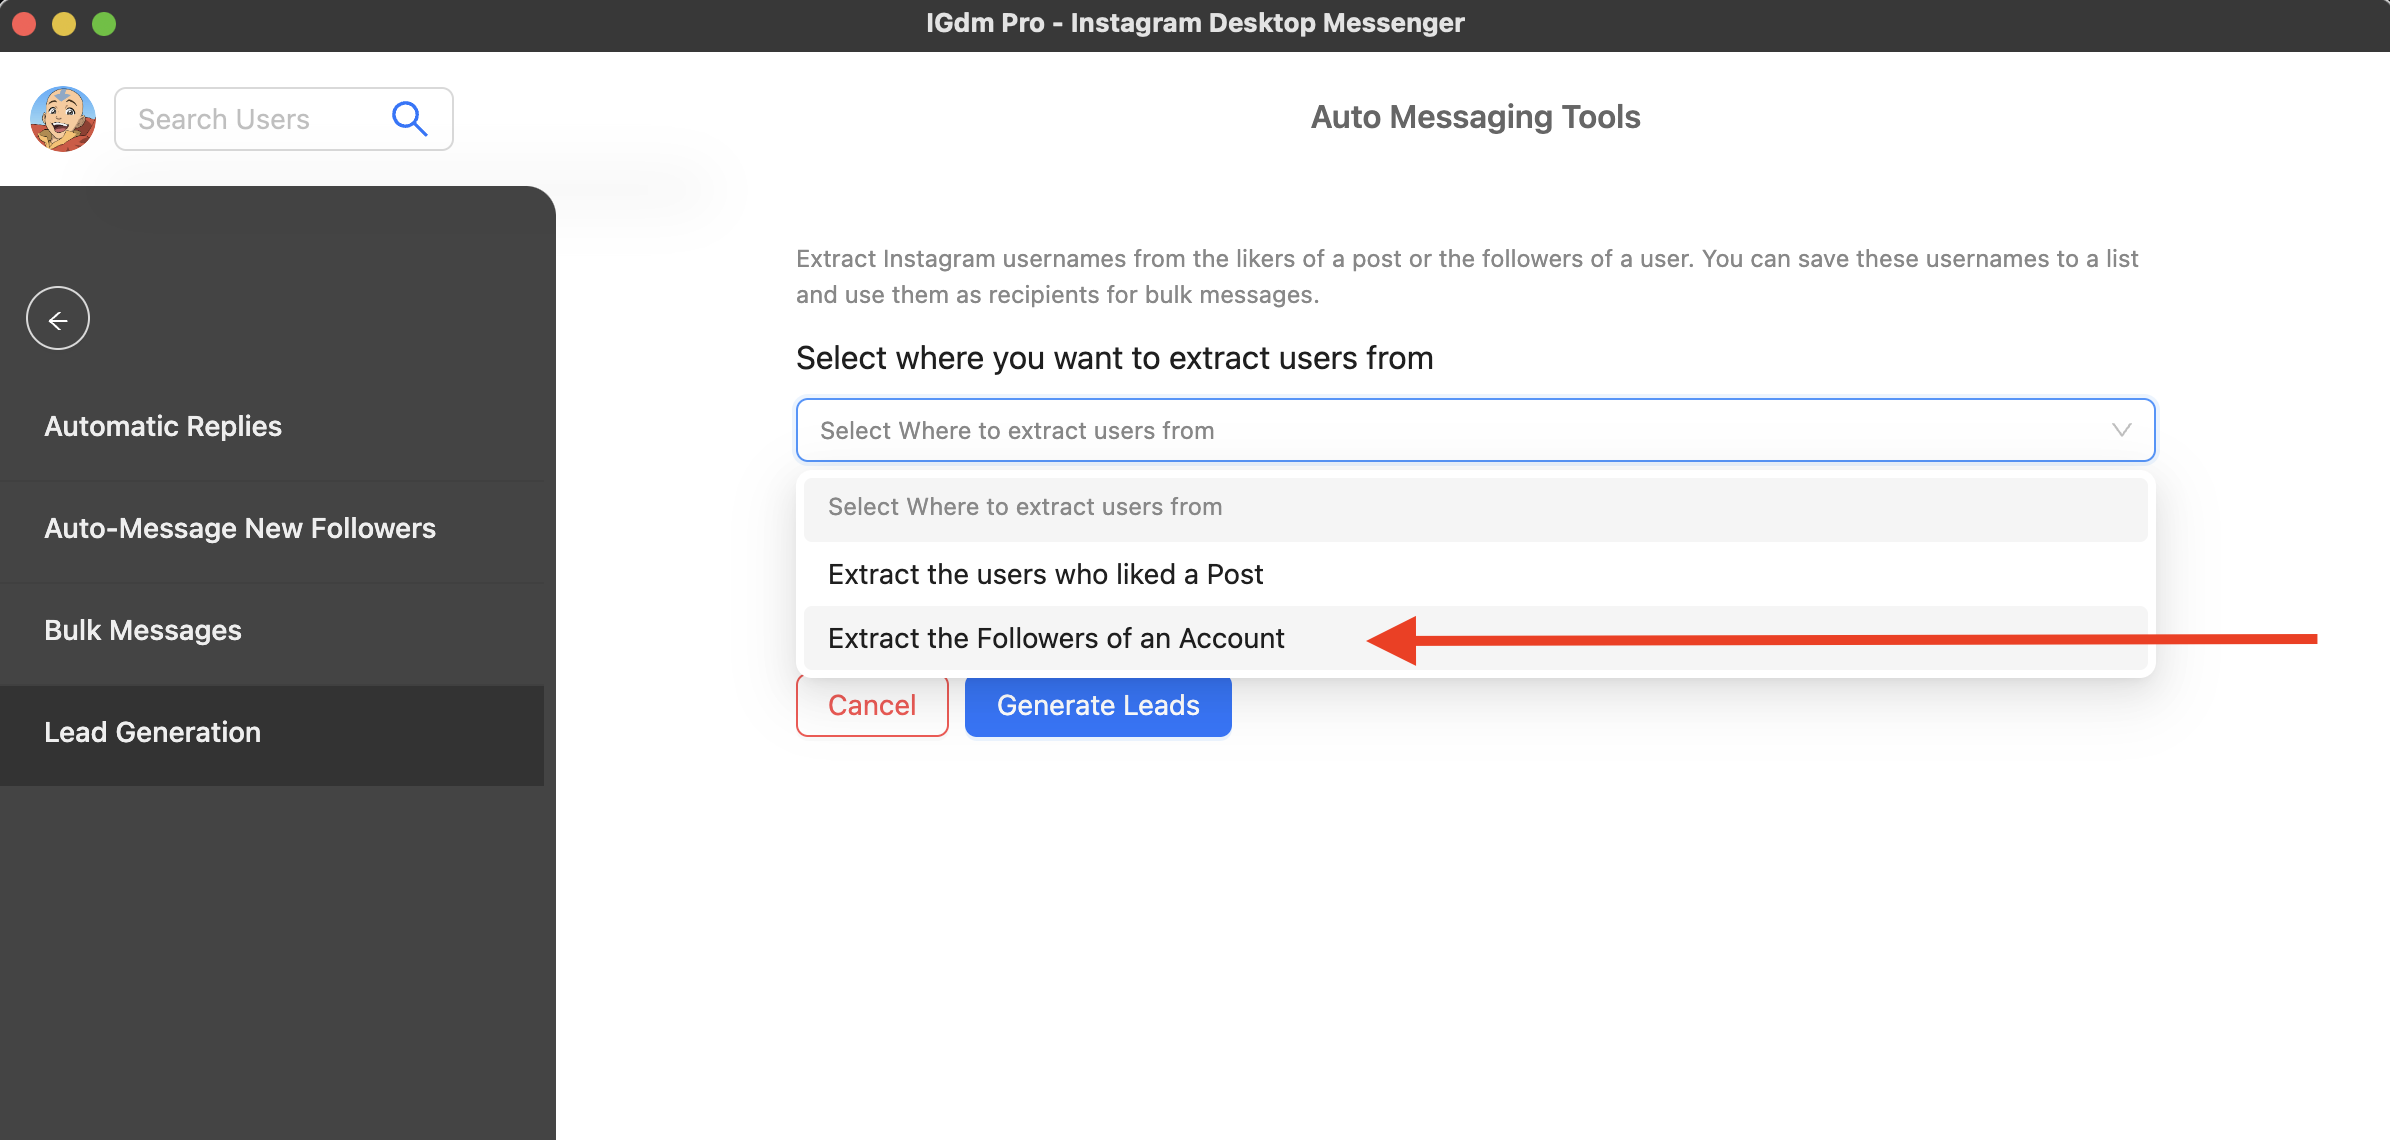 IGdm Pro - Instagram Desktop Messenger
Search Users
Auto Messaging Tools
Automatic Replies
Auto-Message New Followers
Bulk Messages
Lead Generation
Extract Instagram usernames from the likers of a post or the followers of a user. You can save these usernames to a list
and use them as recipients for bulk messages.
Select where you want to extract users from
Select Where to extract users from
Select Where to extract users from
Extract the users who liked a Post
Extract the Followers of an Account
Cancel
Generate Leads